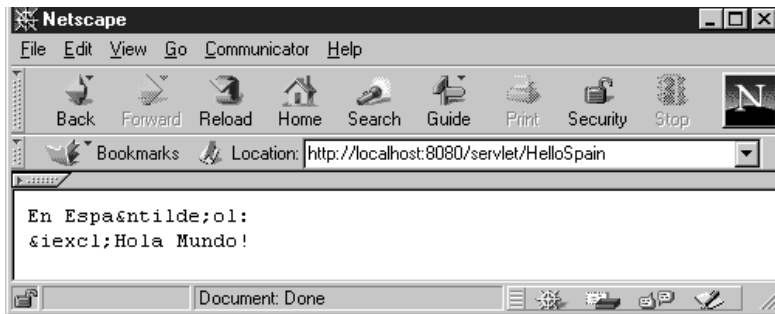 Netscape
File Edit View Go Communicator Help
Back Forward Reload Home Search Guide Print Security Stop N
Bookmarks Location: http://localhost:8080/servlet/HelloSpain
En Espa&ntilde;ol:
&iexcl;Hola Mundo!
Document: Done